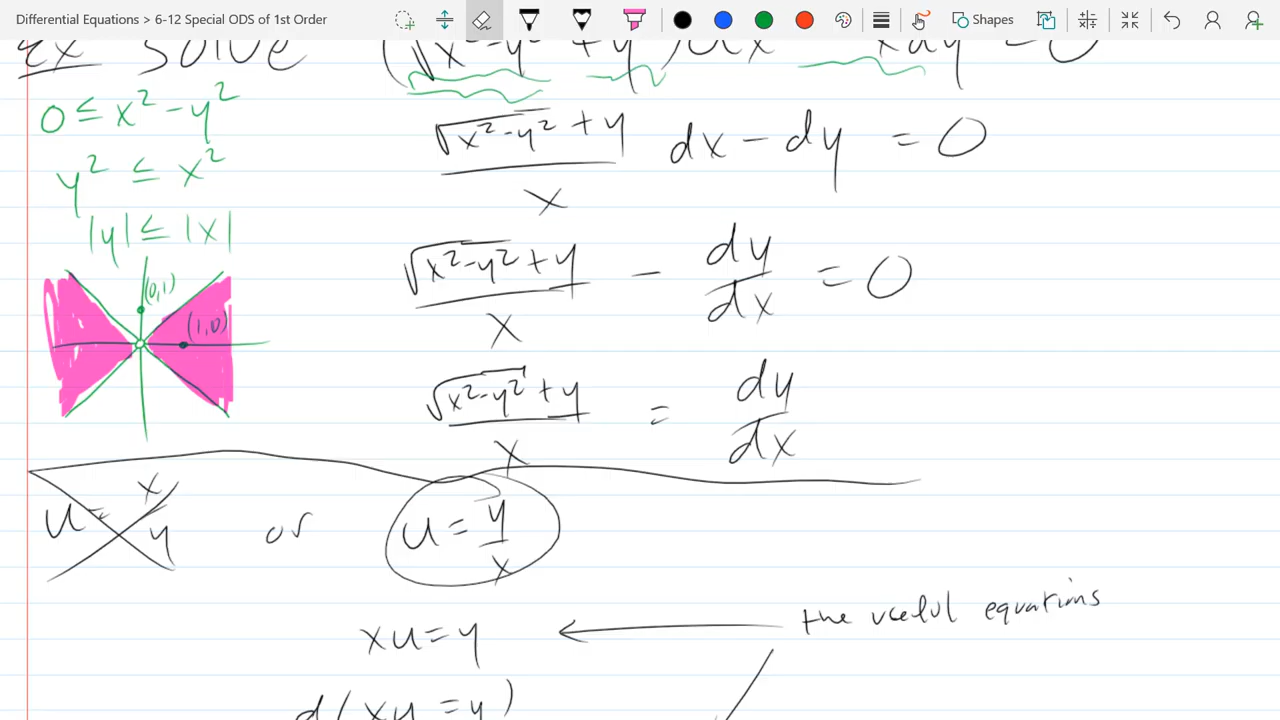 Differential Equations > 6-12 Special ODS of 1st Order
Shapes
Ex Solve (√x²-y² + y)dx xdy = 0
0 ≤ x² - y²
y² ≤ x²
|y| ≤ |x|
(0,1)
(1,0)
√x²-y² + y / x dx - dy = 0
√x²-y² + y / x - dy/dx = 0
√x²-y² + y / x = dy/dx
u = x/y or u = y/x
xu = y
the useful equations
d(xu = y)